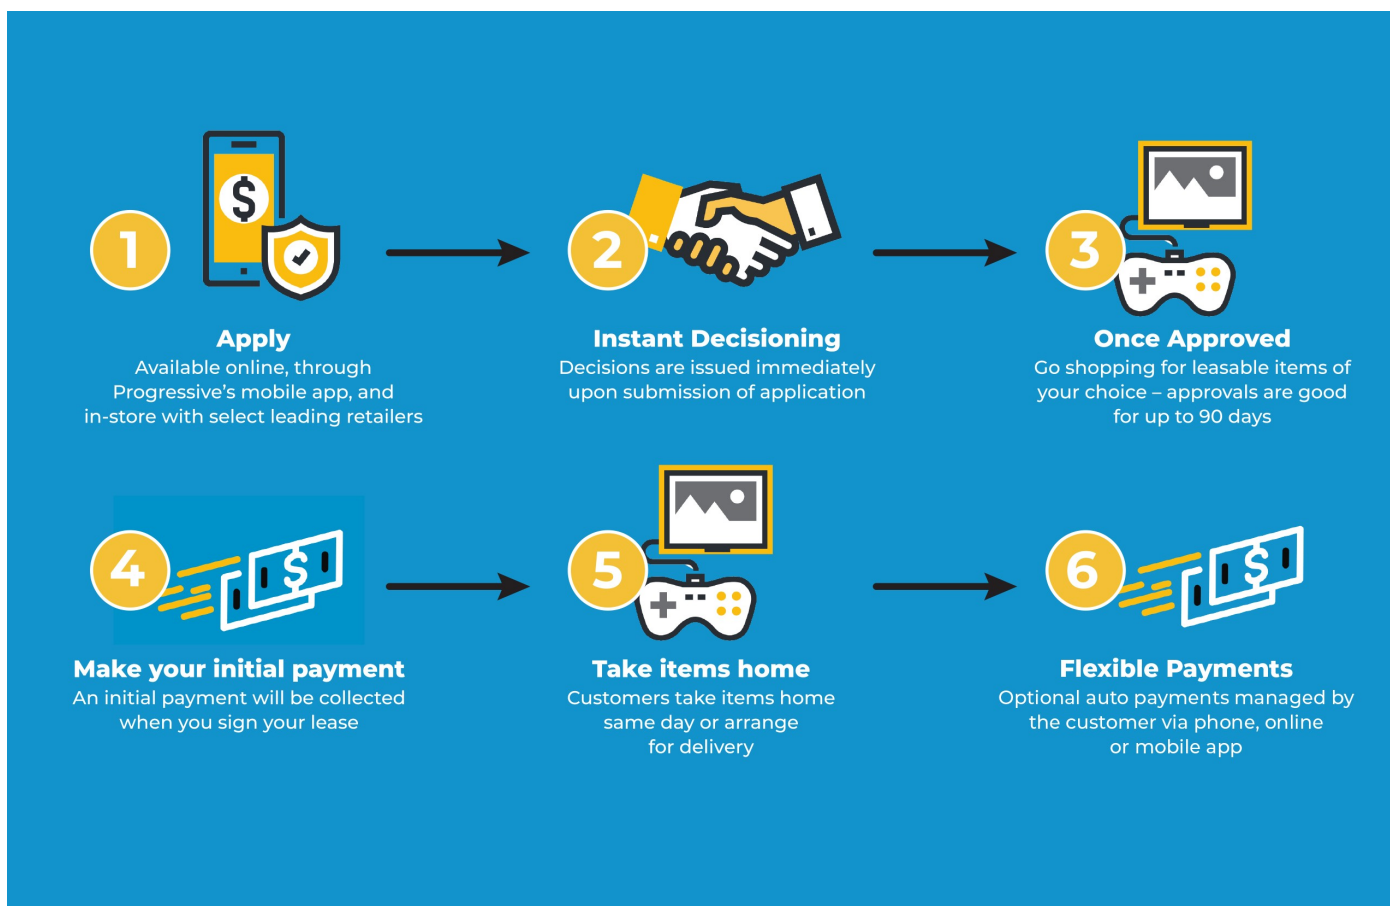 1
$
Apply
Available online, through
Progressive’s mobile app, and
in-store with select leading retailers
2
Instant Decisioning
Decisions are issued immediately
upon submission of application
3
Once Approved
Go shopping for leasable items of
your choice – approvals are good
for up to 90 days
4
$
Make your initial payment
An initial payment will be collected
when you sign your lease
5
Take items home
Customers take items home
same day or arrange
for delivery
6
$
Flexible Payments
Optional auto payments managed by
the customer via phone, online
or mobile app